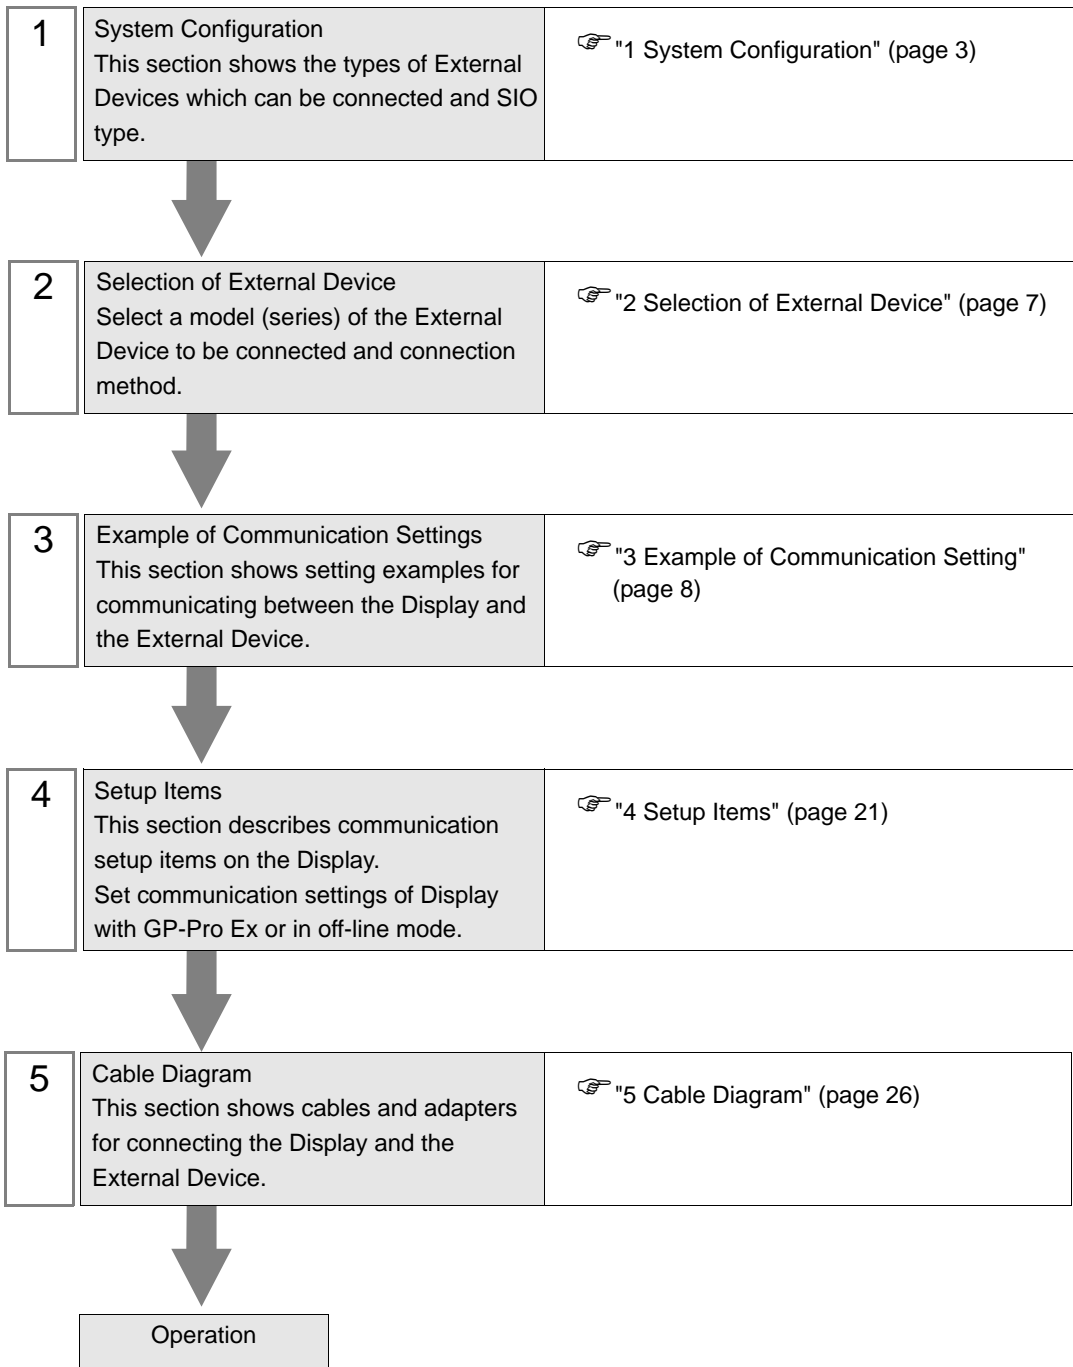 1
System Configuration
This section shows the types of External
Devices which can be connected and SIO
type.
"1 System Configuration" (page 3)
2
Selection of External Device
Select a model (series) of the External
Device to be connected and connection
method.
"2 Selection of External Device" (page 7)
3
Example of Communication Settings
This section shows setting examples for
communicating between the Display and
the External Device.
"3 Example of Communication Setting"
(page 8)
4
Setup Items
This section describes communication
setup items on the Display.
Set communication settings of Display
with GP-Pro Ex or in off-line mode.
"4 Setup Items" (page 21)
5
Cable Diagram
This section shows cables and adapters
for connecting the Display and the
External Device.
"5 Cable Diagram" (page 26)
Operation